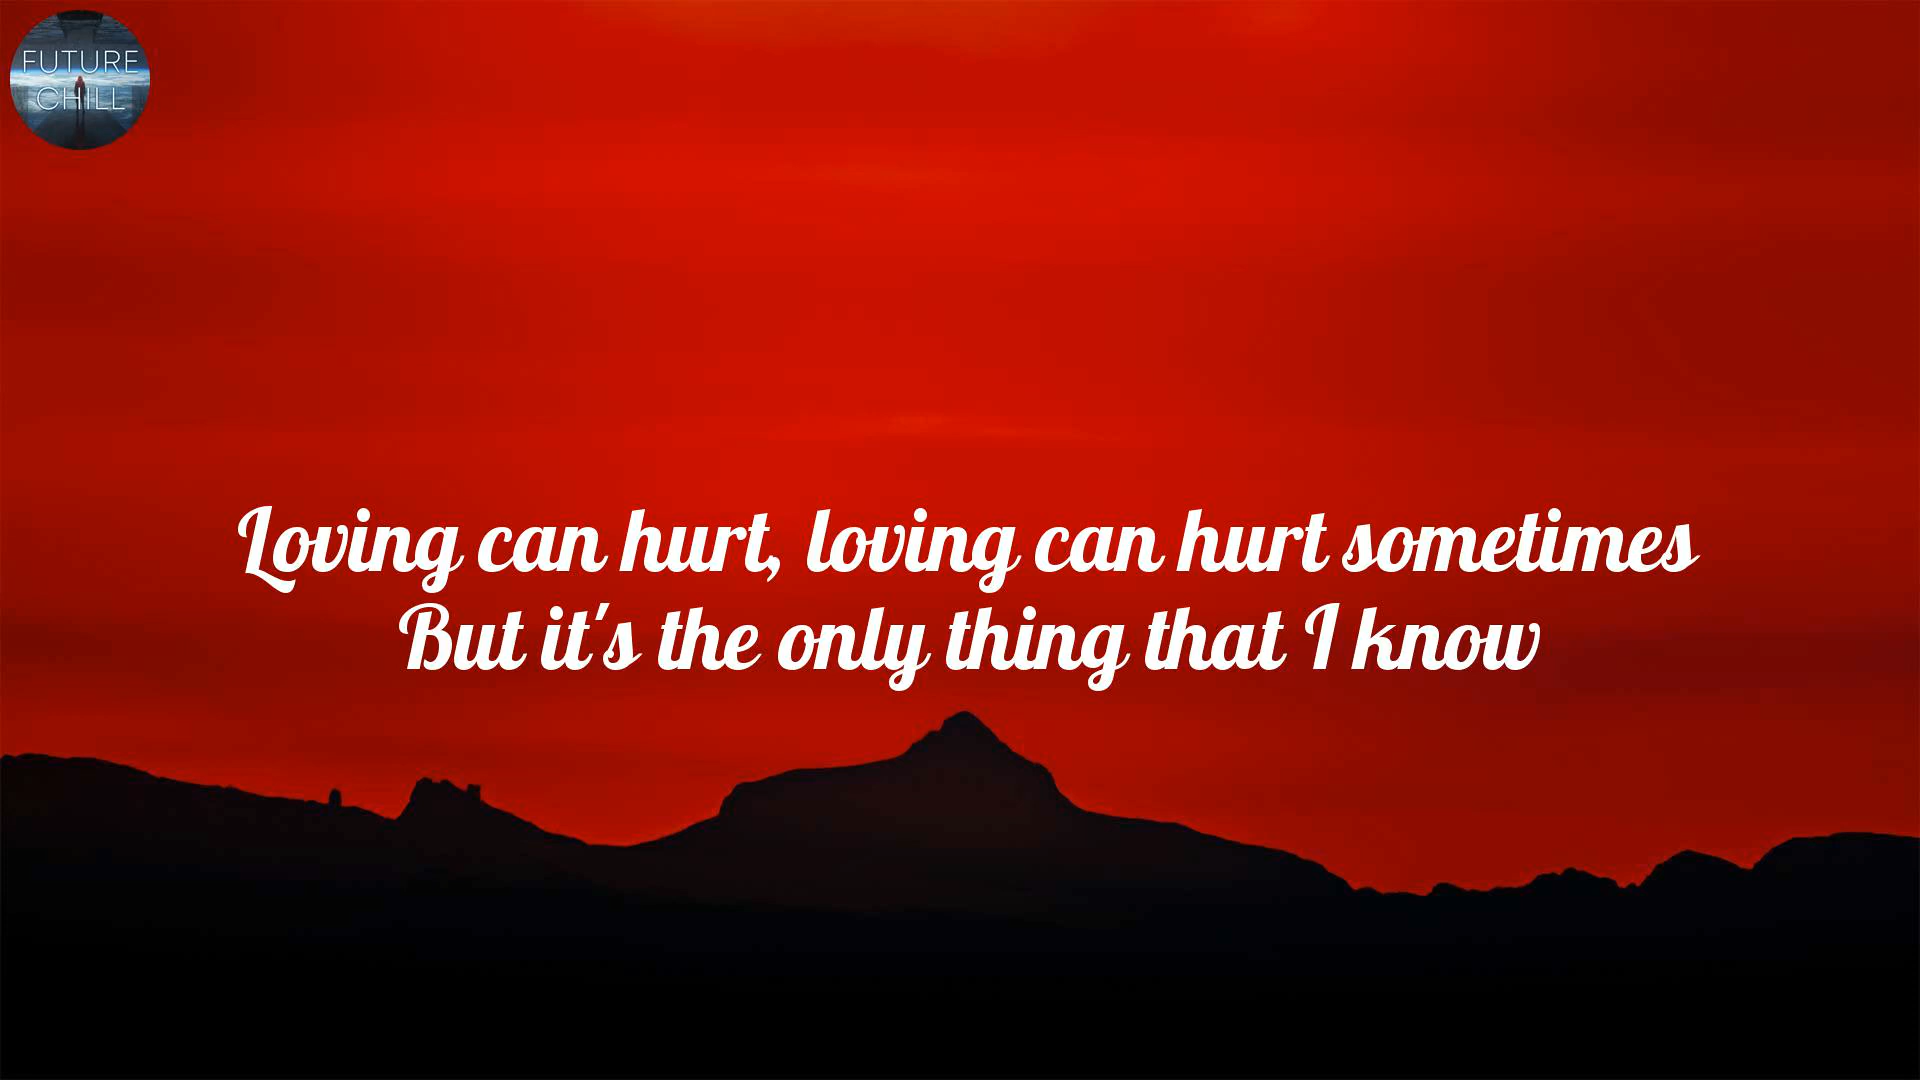 FUTURE
CHILL
Loving can hurt, loving can hurt sometimes
But it's the only thing that I know